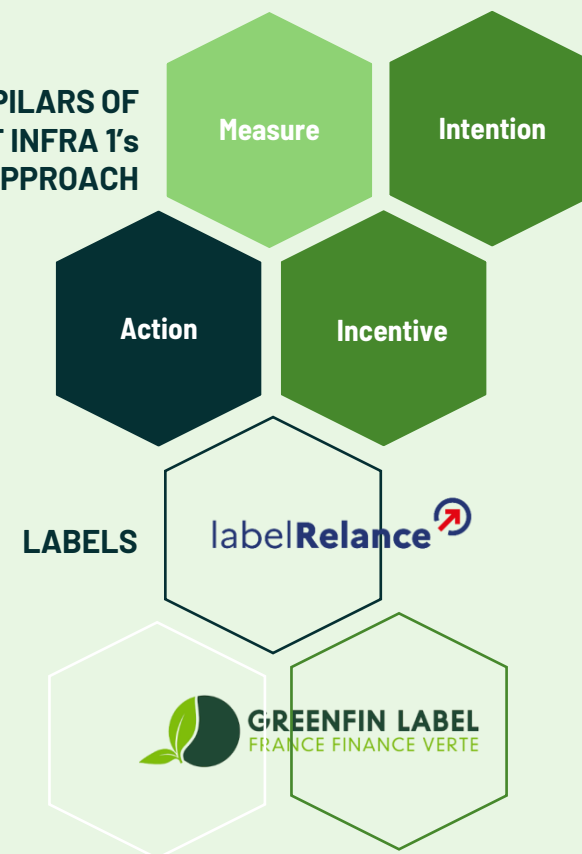 PILARS OF
INFRA 1's
PPROACH
Measure
Intention
Action
Incentive
LABELS
labelRelance
GREENFIN LABEL
FRANCE FINANCE VERTE